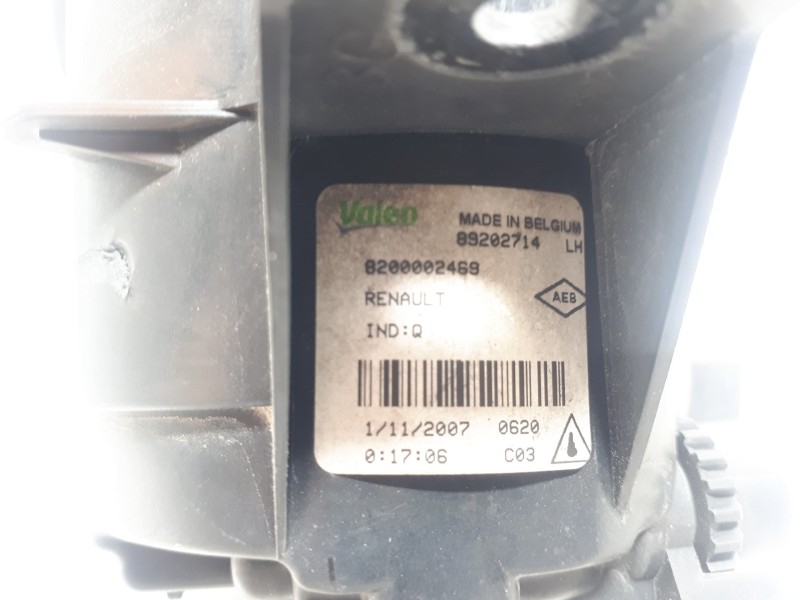 Valeo
MADE IN BELGIUM
89202714 LH
8200002469
RENAULT
AEB
IND:Q
1/11/2007 0620
0:17:06 C03